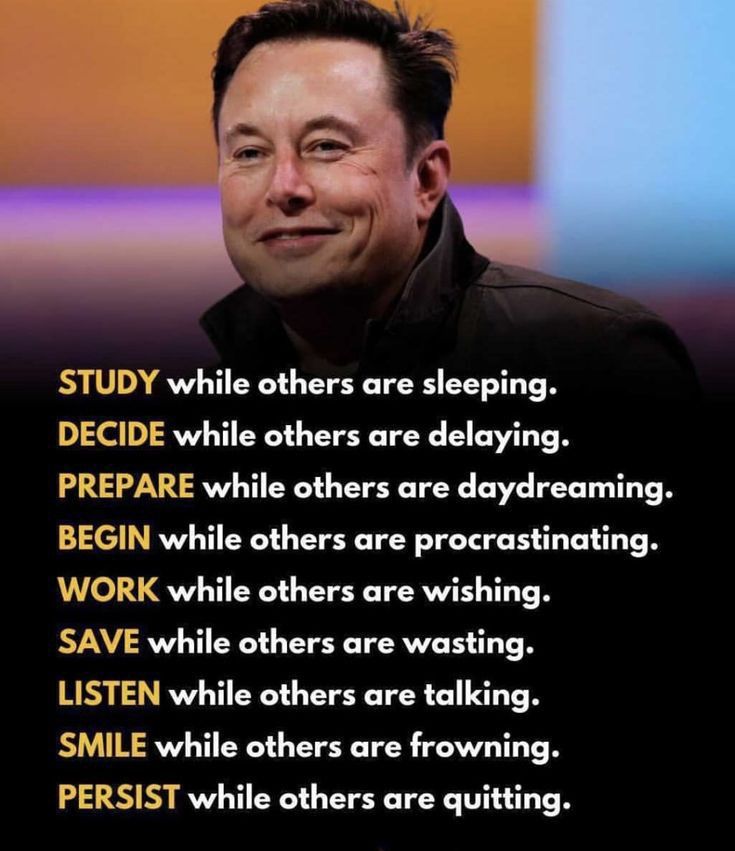 STUDY while others are sleeping.
DECIDE while others are delaying.
PREPARE while others are daydreaming.
BEGIN while others are procrastinating.
WORK while others are wishing.
SAVE while others are wasting.
LISTEN while others are talking.
SMILE while others are frowning.
PERSIST while others are quitting.